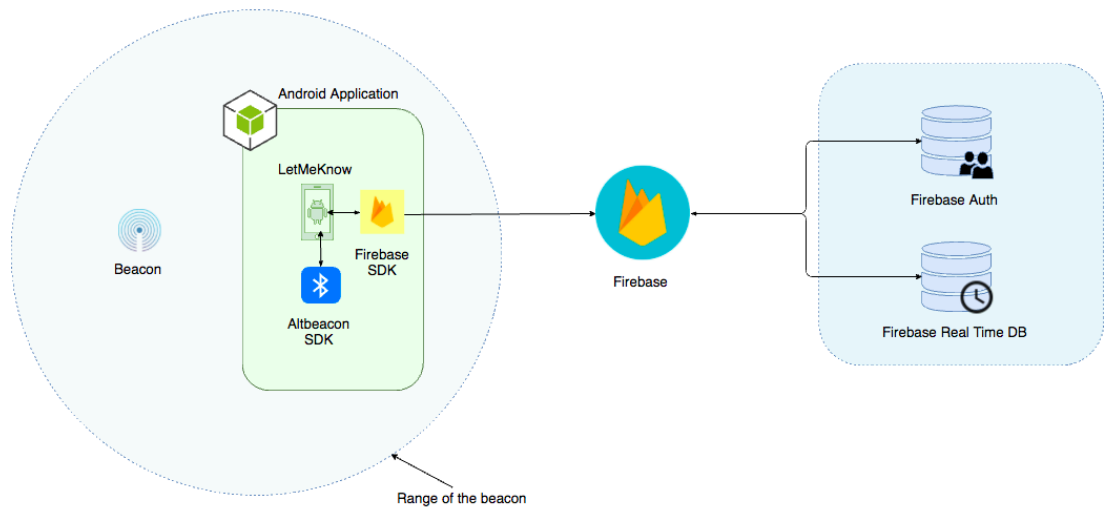 Android Application
LetMeKnow
Firebase
SDK
Beacon
Altbeacon
SDK
Range of the beacon
Firebase
Firebase Auth
Firebase Real Time DB